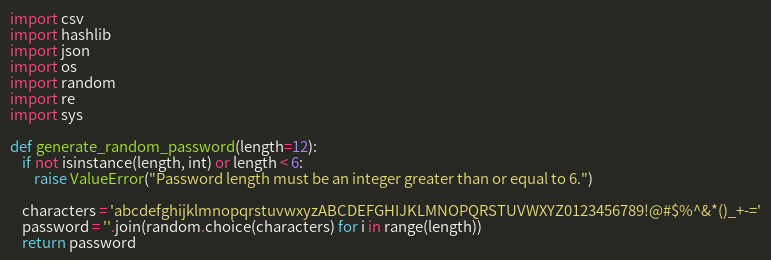 import csv
import hashlib
import json
import os
import random
import re
import sys

def generate_random_password(length=12):
    if not isinstance(length, int) or length < 6:
        raise ValueError("Password length must be an integer greater than or equal to 6.")

    characters = 'abcdefghijklmnopqrstuvwxyzABCDEFGHIJKLMNOPQRSTUVWXYZ0123456789!@#$%^&*()_+-='
    password = ''.join(random.choice(characters) for i in range(length))
    return password